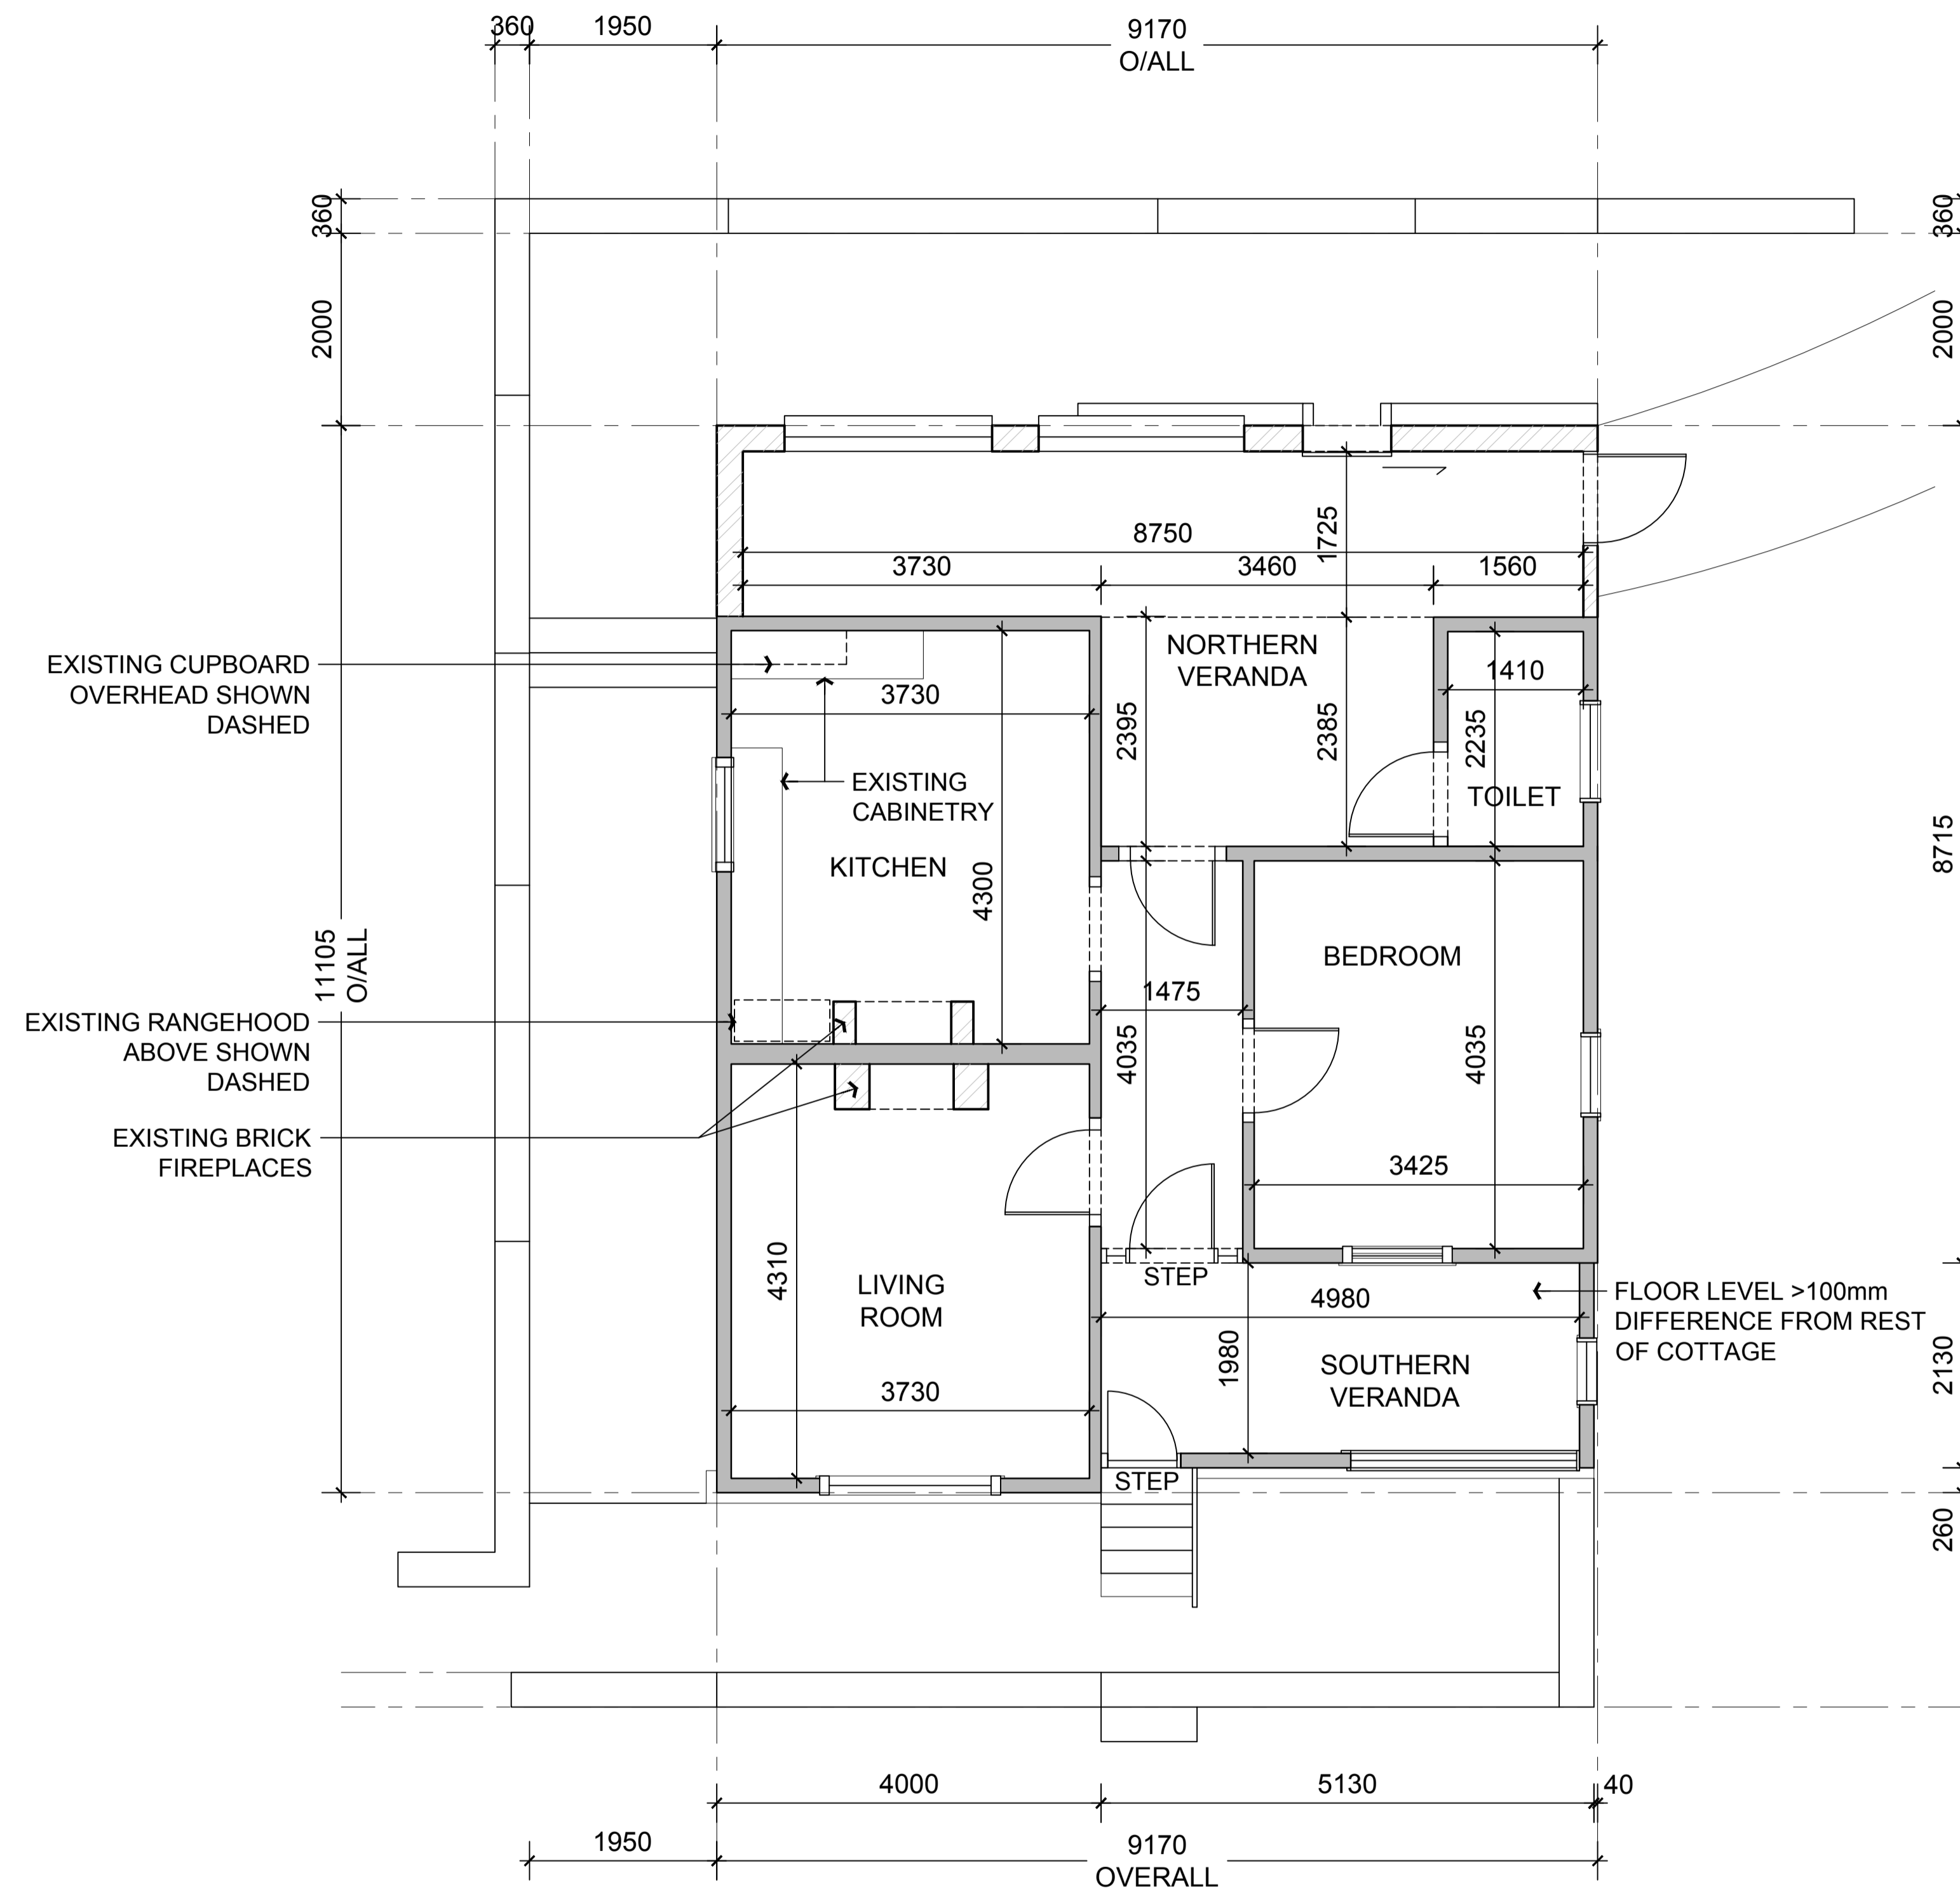 360
1950
9170
O/ALL
360
360
2000
2000
1725
8750
3730
3460
1560
NORTHERN
VERANDA
EXISTING CUPBOARD
OVERHEAD SHOWN
DASHED
3730
1410
2395
2385
2235
EXISTING
CABINETRY
TOILET
8715
KITCHEN
4300
11105
O/ALL
BEDROOM
1475
EXISTING RANGEHOOD
ABOVE SHOWN
DASHED
4035
4035
EXISTING BRICK
FIREPLACES
3425
4310
LIVING
ROOM
STEP
4980
FLOOR LEVEL >100mm
DIFFERENCE FROM REST
OF COTTAGE
1980
SOUTHERN
VERANDA
2130
3730
STEP
260
4000
5130
40
1950
9170
OVERALL